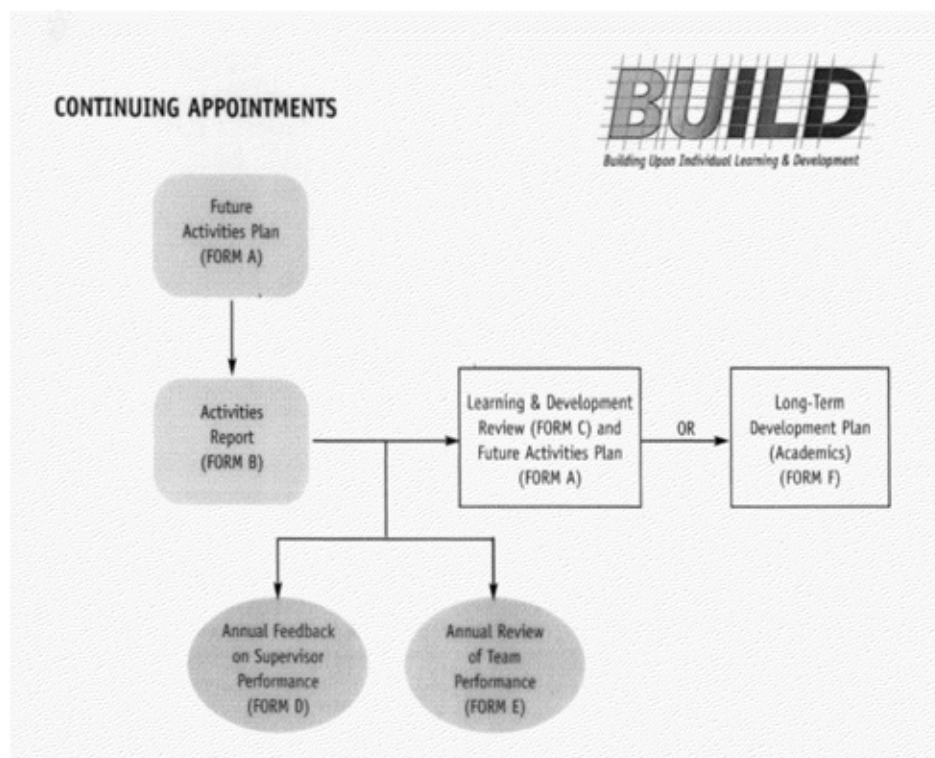 CONTINUING APPOINTMENTS
BUILD
Building Upon Individual Learning & Development
Future
Activities Plan
(FORM A)
Activities
Report
(FORM B)
Learning & Development
Review (FORM C) and
Future Activities Plan
(FORM A)
OR
Long-Term
Development Plan
(Academics)
(FORM F)
Annual Feedback
on Supervisor
Performance
(FORM D)
Annual Review
of Team
Performance
(FORM E)